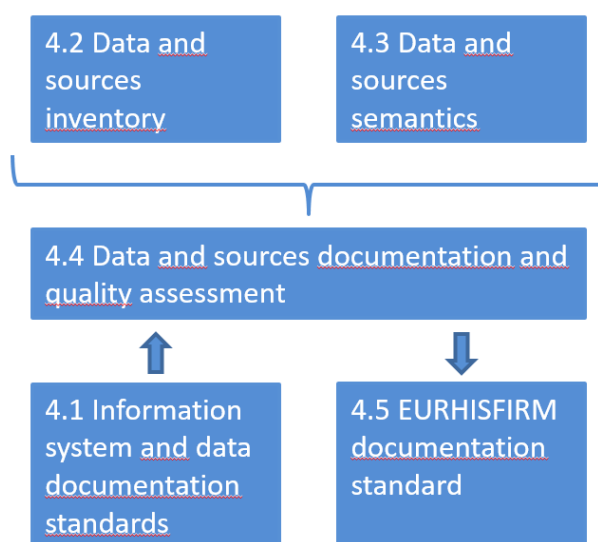 4.2 Data and
sources
inventory
4.3 Data and
sources
semantics
4.4 Data and sources documentation and
quality assessment
4.1 Information
system and data
documentation
standards
4.5 EURHISFIRM
documentation
standard